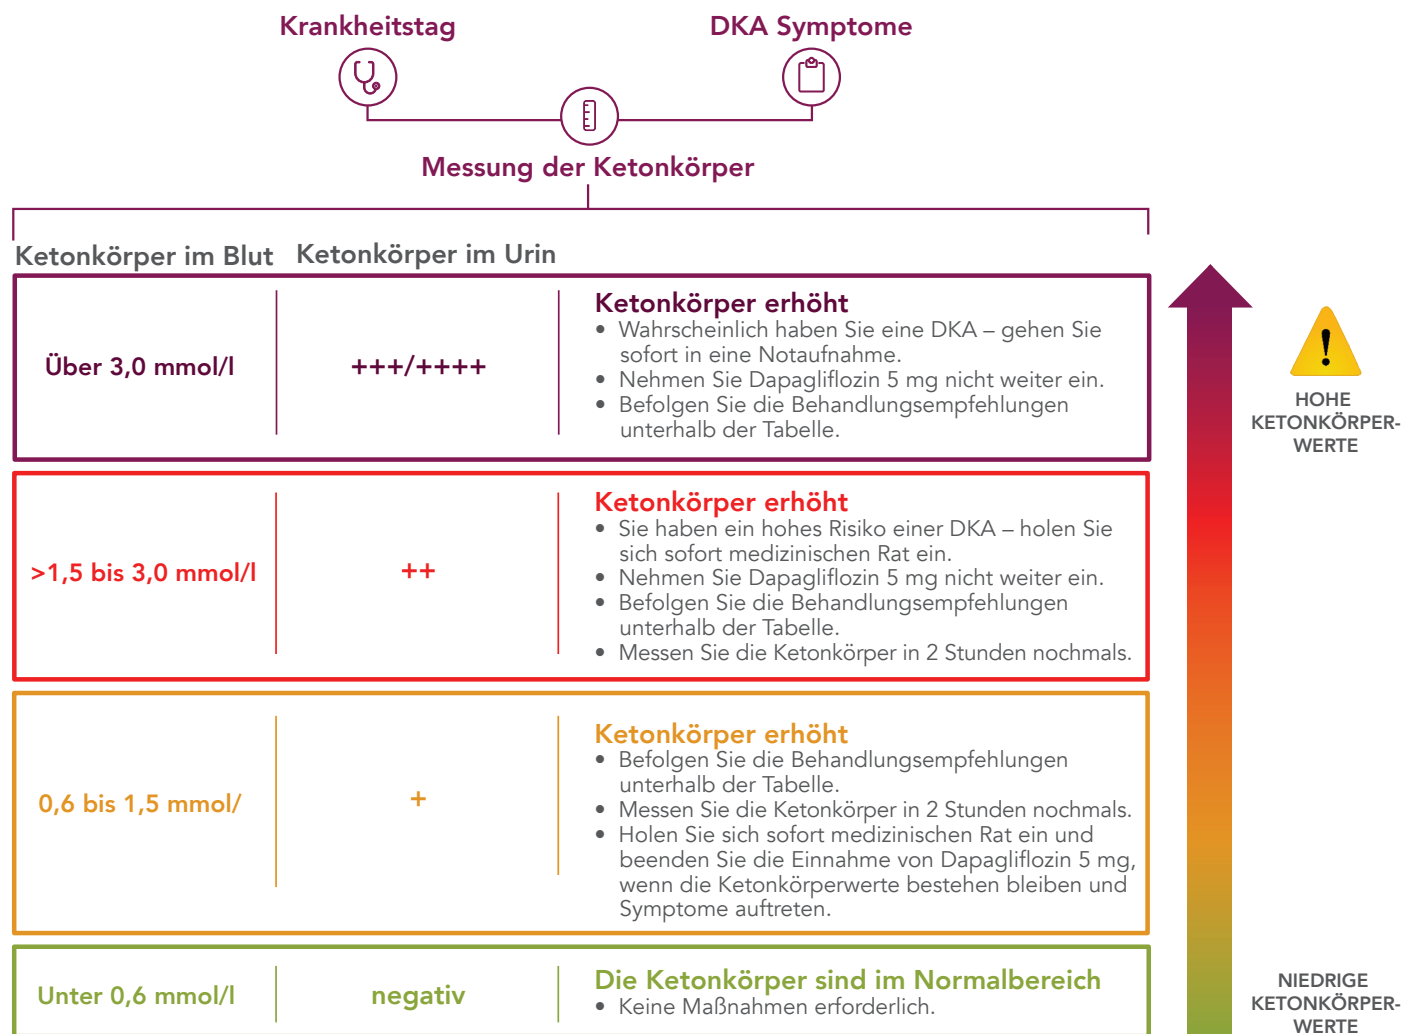 Krankheitstag
DKA Symptome
Messung der Ketonkörper
Ketonkörper im Blut
Ketonkörper im Urin
Über 3,0 mmol/l
+++/++++
Ketonkörper erhöht
• Wahrscheinlich haben Sie eine DKA – gehen Sie
sofort in eine Notaufnahme.
• Nehmen Sie Dapagliflozin 5 mg nicht weiter ein.
• Befolgen Sie die Behandlungsempfehlungen
unterhalb der Tabelle.
>1,5 bis 3,0 mmol/l
++
Ketonkörper erhöht
• Sie haben ein hohes Risiko einer DKA – holen Sie
sich sofort medizinischen Rat ein.
• Nehmen Sie Dapagliflozin 5 mg nicht weiter ein.
• Befolgen Sie die Behandlungsempfehlungen
unterhalb der Tabelle.
• Messen Sie die Ketonkörper in 2 Stunden nochmals.
0,6 bis 1,5 mmol/
+
Ketonkörper erhöht
• Befolgen Sie die Behandlungsempfehlungen
unterhalb der Tabelle.
• Messen Sie die Ketonkörper in 2 Stunden nochmals.
• Holen Sie sich sofort medizinischen Rat ein und
beenden Sie die Einnahme von Dapagliflozin 5 mg,
wenn die Ketonkörperwerte bestehen bleiben und
Symptome auftreten.
Unter 0,6 mmol/l
negativ
Die Ketonkörper sind im Normalbereich
• Keine Maßnahmen erforderlich.
!
HOHE
KETONKÖRPER-
WERTE
NIEDRIGE
KETONKÖRPER-
WERTE